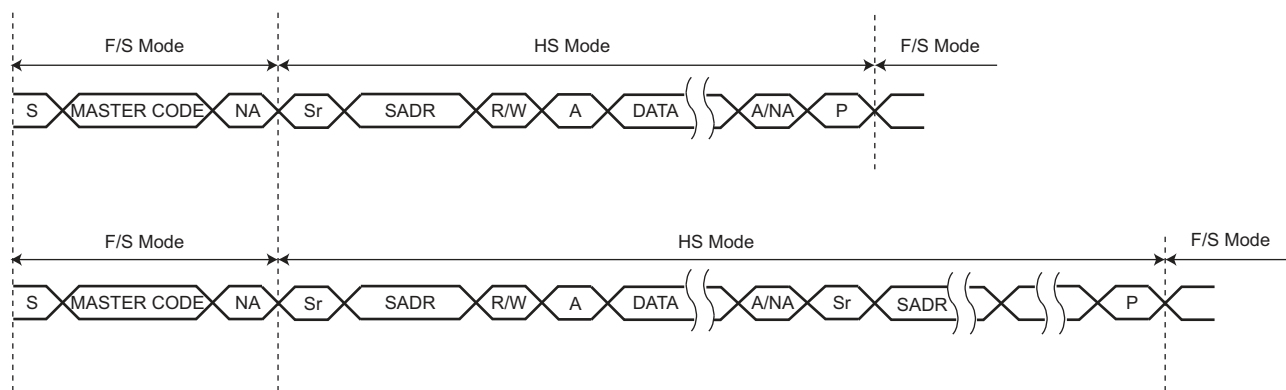 F/S Mode HS Mode F/S Mode
S MASTER CODE NA Sr SADR R/W A DATA A/NA P
F/S Mode HS Mode F/S Mode
S MASTER CODE NA Sr SADR R/W A DATA A/NA Sr SADR P